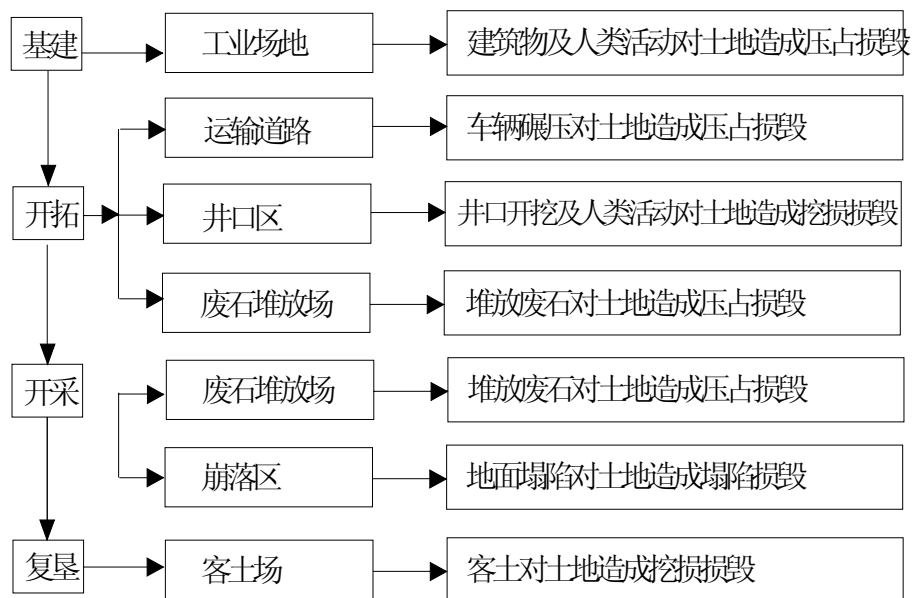 基建
工业场地
建筑物及人类活动对土地造成压占损毁
运输道路
车辆碾压对土地造成压占损毁
开拓
井口区
井口开挖及人类活动对土地造成挖损损毁
废石堆放场
堆放废石对土地造成压占损毁
开采
废石堆放场
堆放废石对土地造成压占损毁
崩落区
地面塌陷对土地造成塌陷损毁
复垦
客土场
客土对土地造成挖损损毁